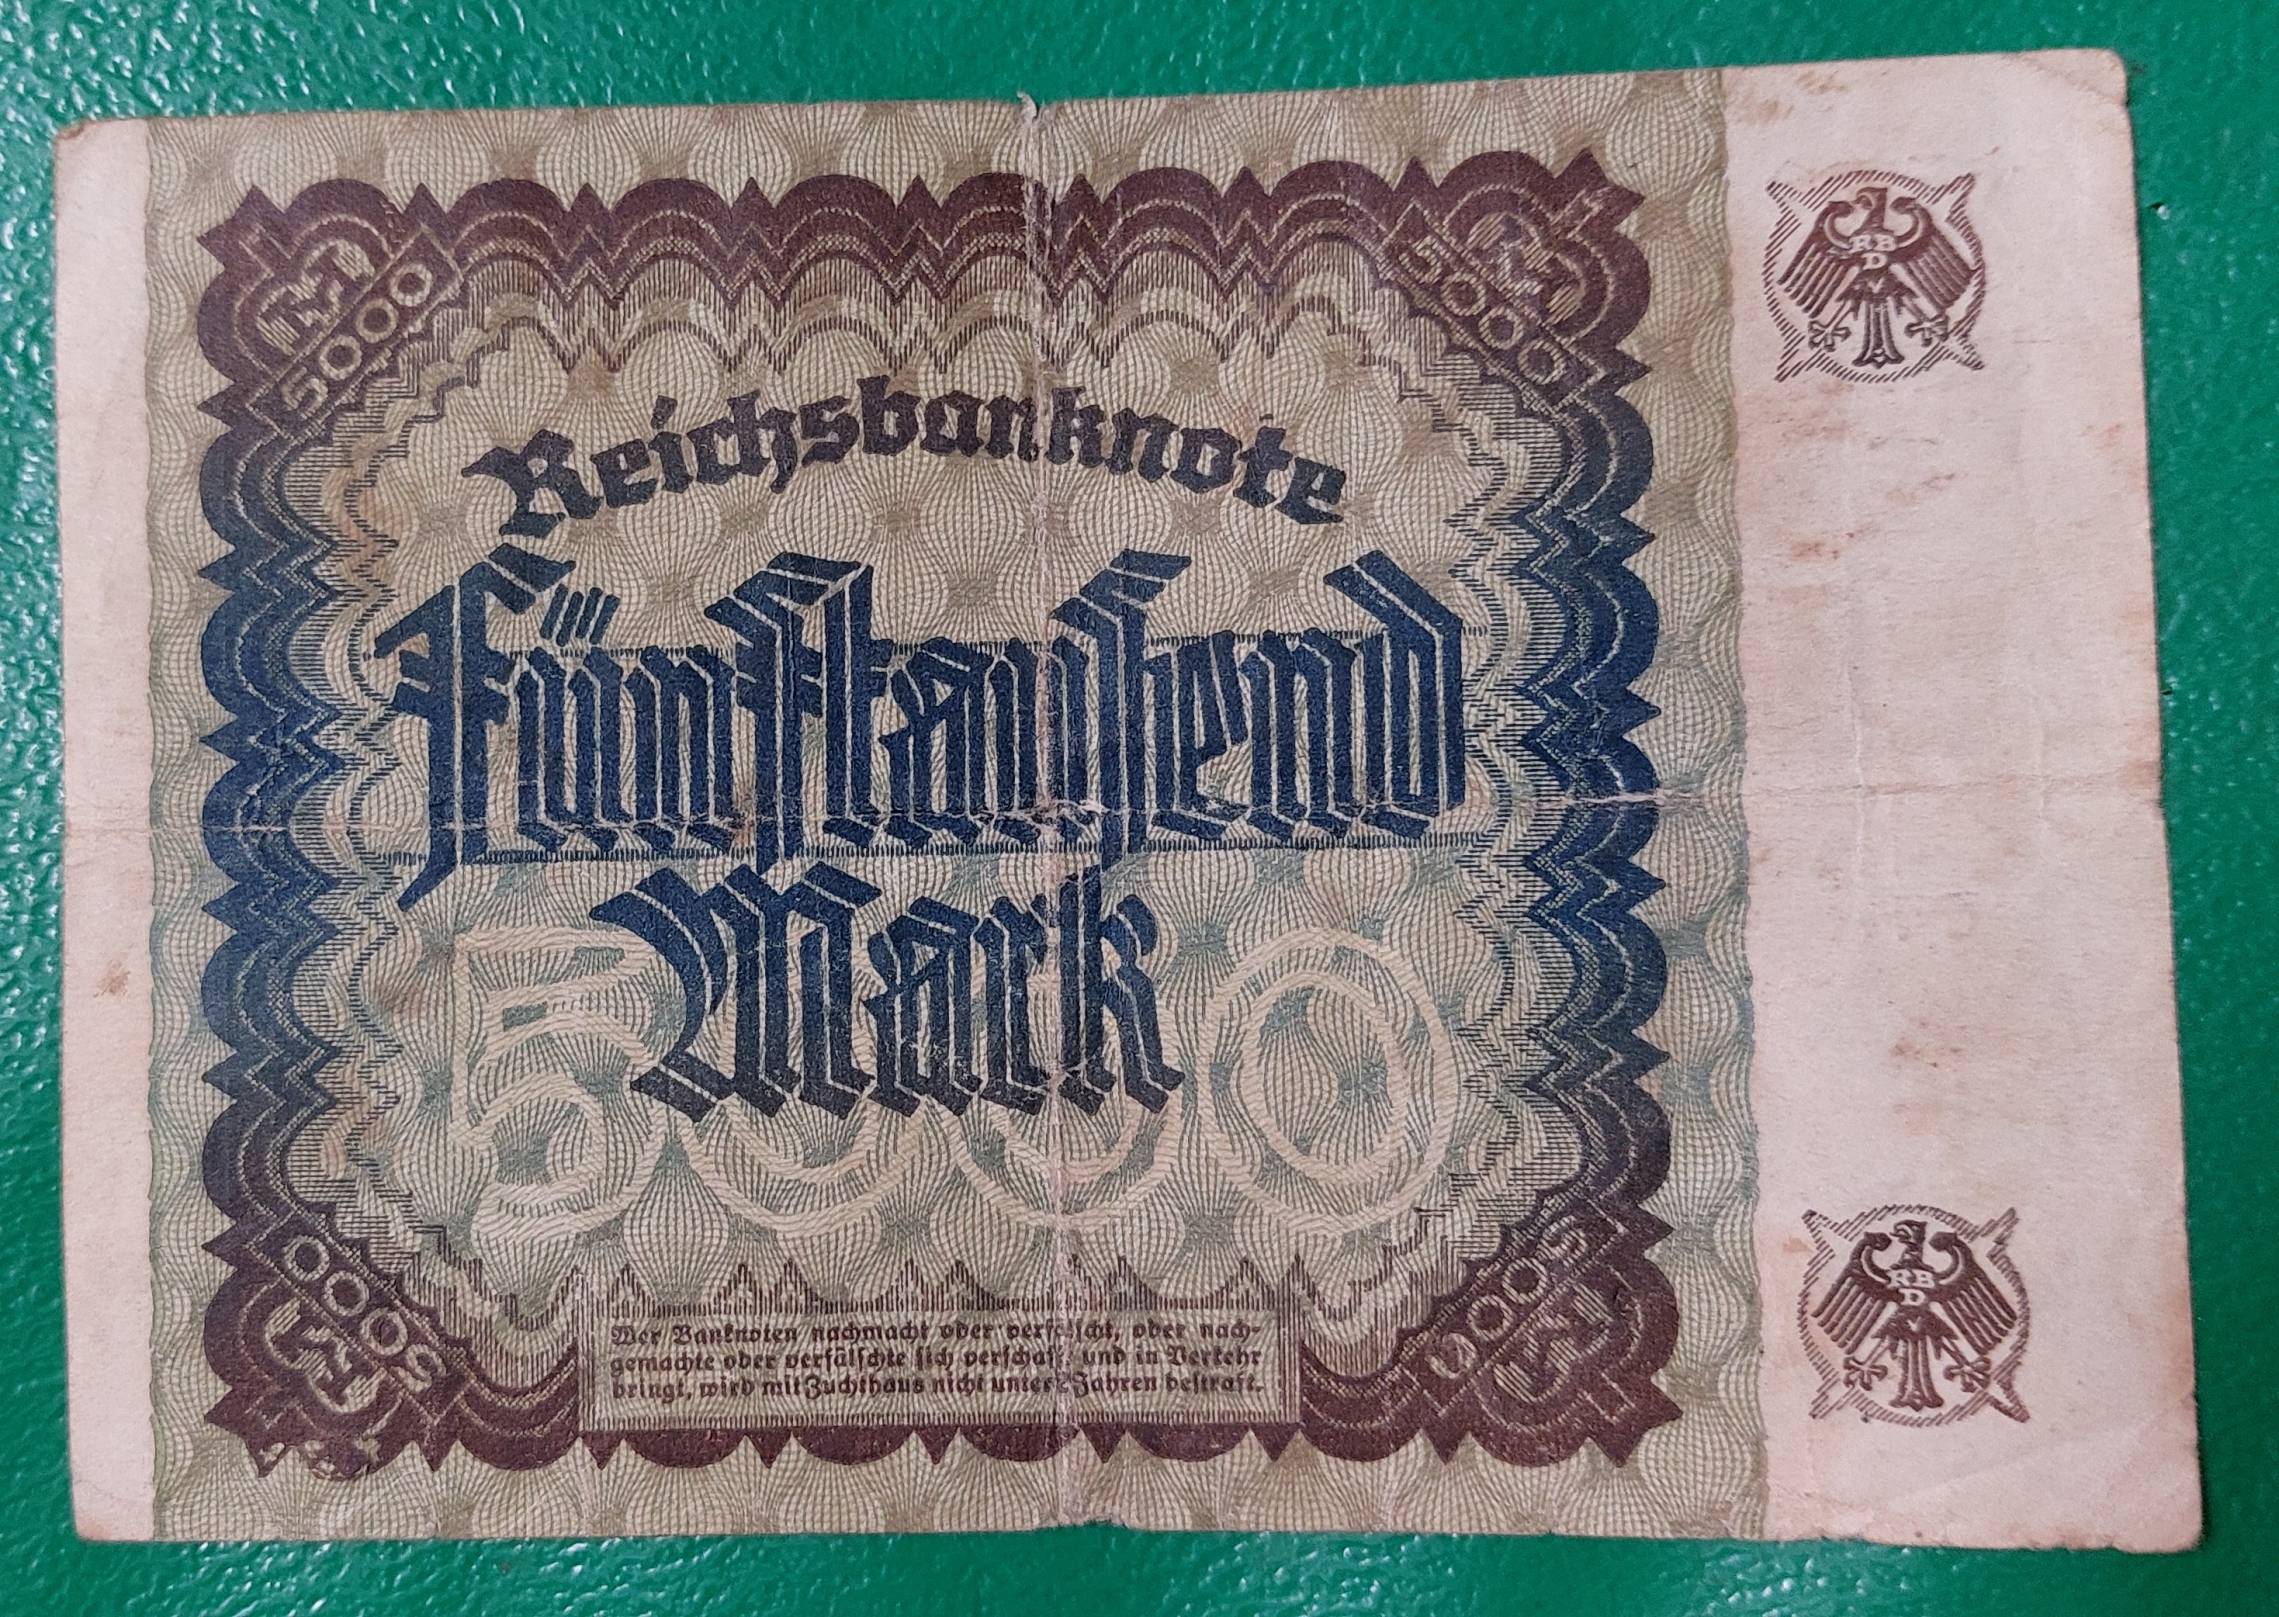 M
5000
M
5000
RBD
Reichsbanknote
Fünftausend
Mark
5000
Wer Banknoten nachmacht oder verfälscht, oder nach-
gemachte oder verfälschte sich verschafft und in Verkehr
bringt, wird mit Zuchthaus nicht unter 2 Jahren bestraft.
5000
M
5000
M
RBD